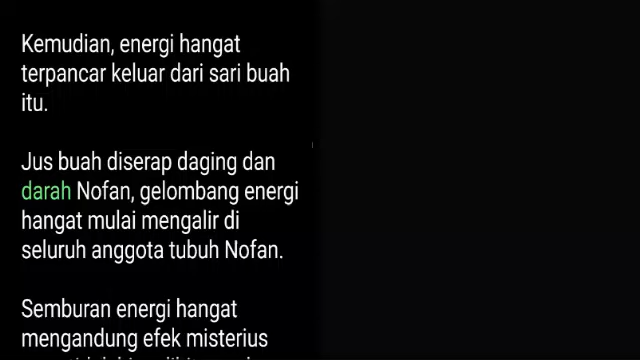 Kemudian, energi hangat
terpancar keluar dari sari buah
itu.
Jus buah diserap daging dan
darah Nofan, gelombang energi
hangat mulai mengalir di
seluruh anggota tubuh Nofan.
Semburan energi hangat
mengandung efek misterius